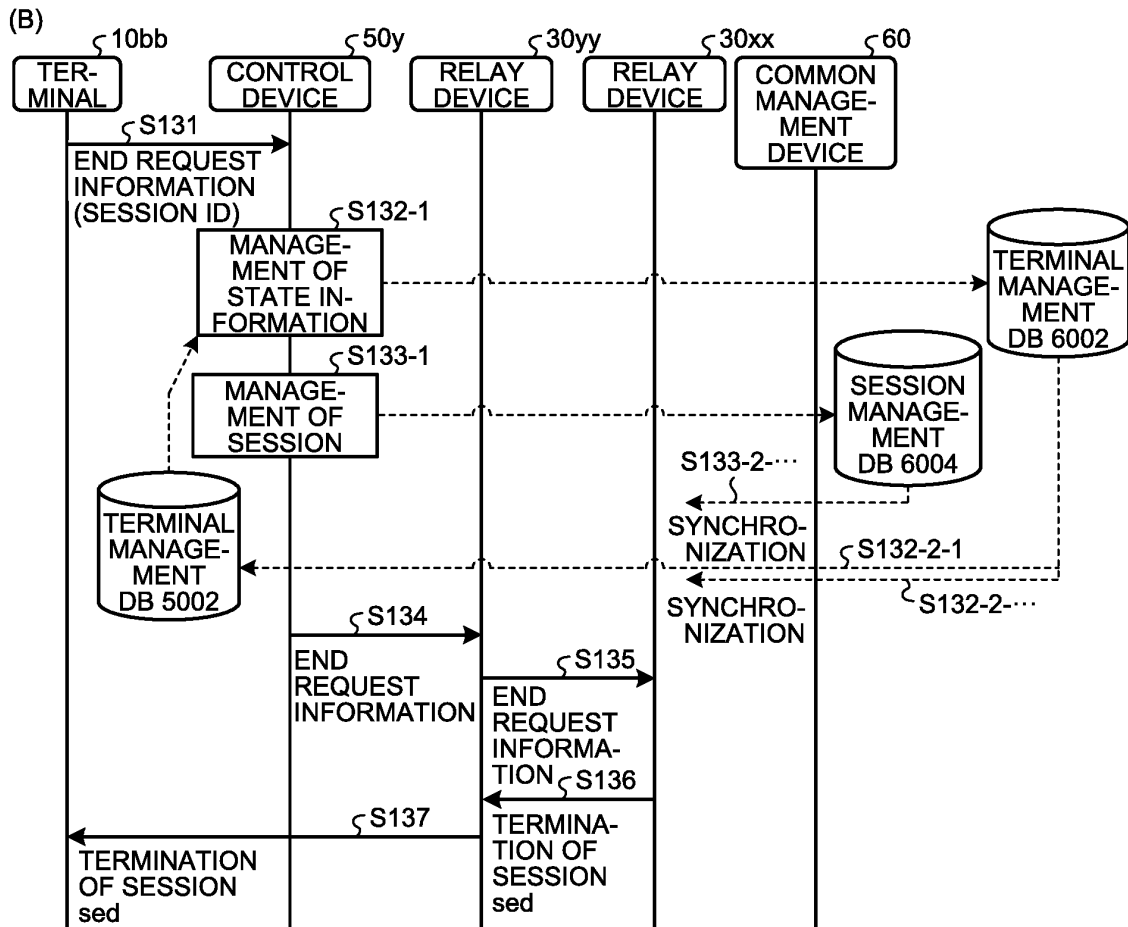 (B)
10bb
50y
30yy
30xx
60
TER-
MINAL
CONTROL
DEVICE
RELAY
DEVICE
RELAY
DEVICE
COMMON
MANAGE-
MENT
DEVICE
S131
END REQUEST
INFORMATION
(SESSION ID)
S132-1
MANAGE-
MENT OF
STATE IN-
FORMATION
TERMINAL
MANAGE-
MENT
DB 6002
S133-1
MANAGE-
MENT OF
SESSION
SESSION
MANAGE-
MENT
DB 6004
S133-2-···
SYNCHRO-
NIZATION
TERMINAL
MANAGE-
MENT
DB 5002
S132-2-1
S132-2-···
SYNCHRO-
NIZATION
S134
END
REQUEST
INFORMATION
S135
END
REQUEST
INFORMA-
TION
S136
TERMINA-
TION OF
SESSION
sed
S137
TERMINATION
OF SESSION
sed